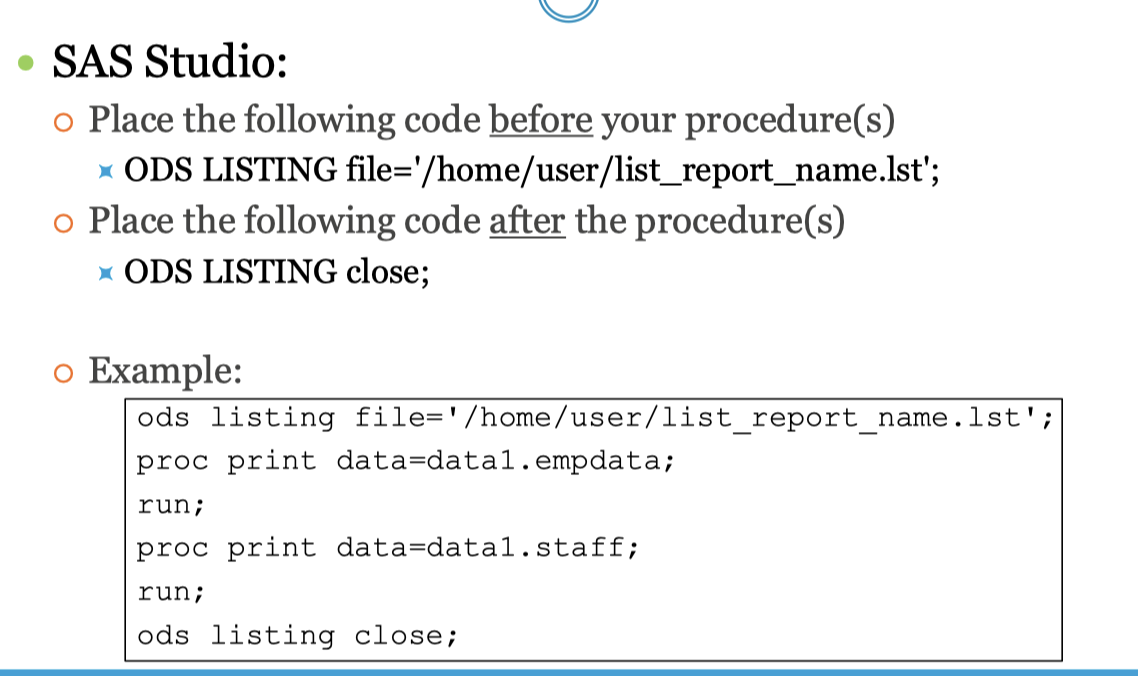 SAS Studio:
Place the following code before your procedure(s)
ODS LISTING file='/home/user/list_report_name.lst';
Place the following code after the procedure(s)
ODS LISTING close;
Example:
ods listing file='/home/user/list_report_name.lst';
proc print data=data1.empdata;
run;
proc print data=data1.staff;
run;
ods listing close;